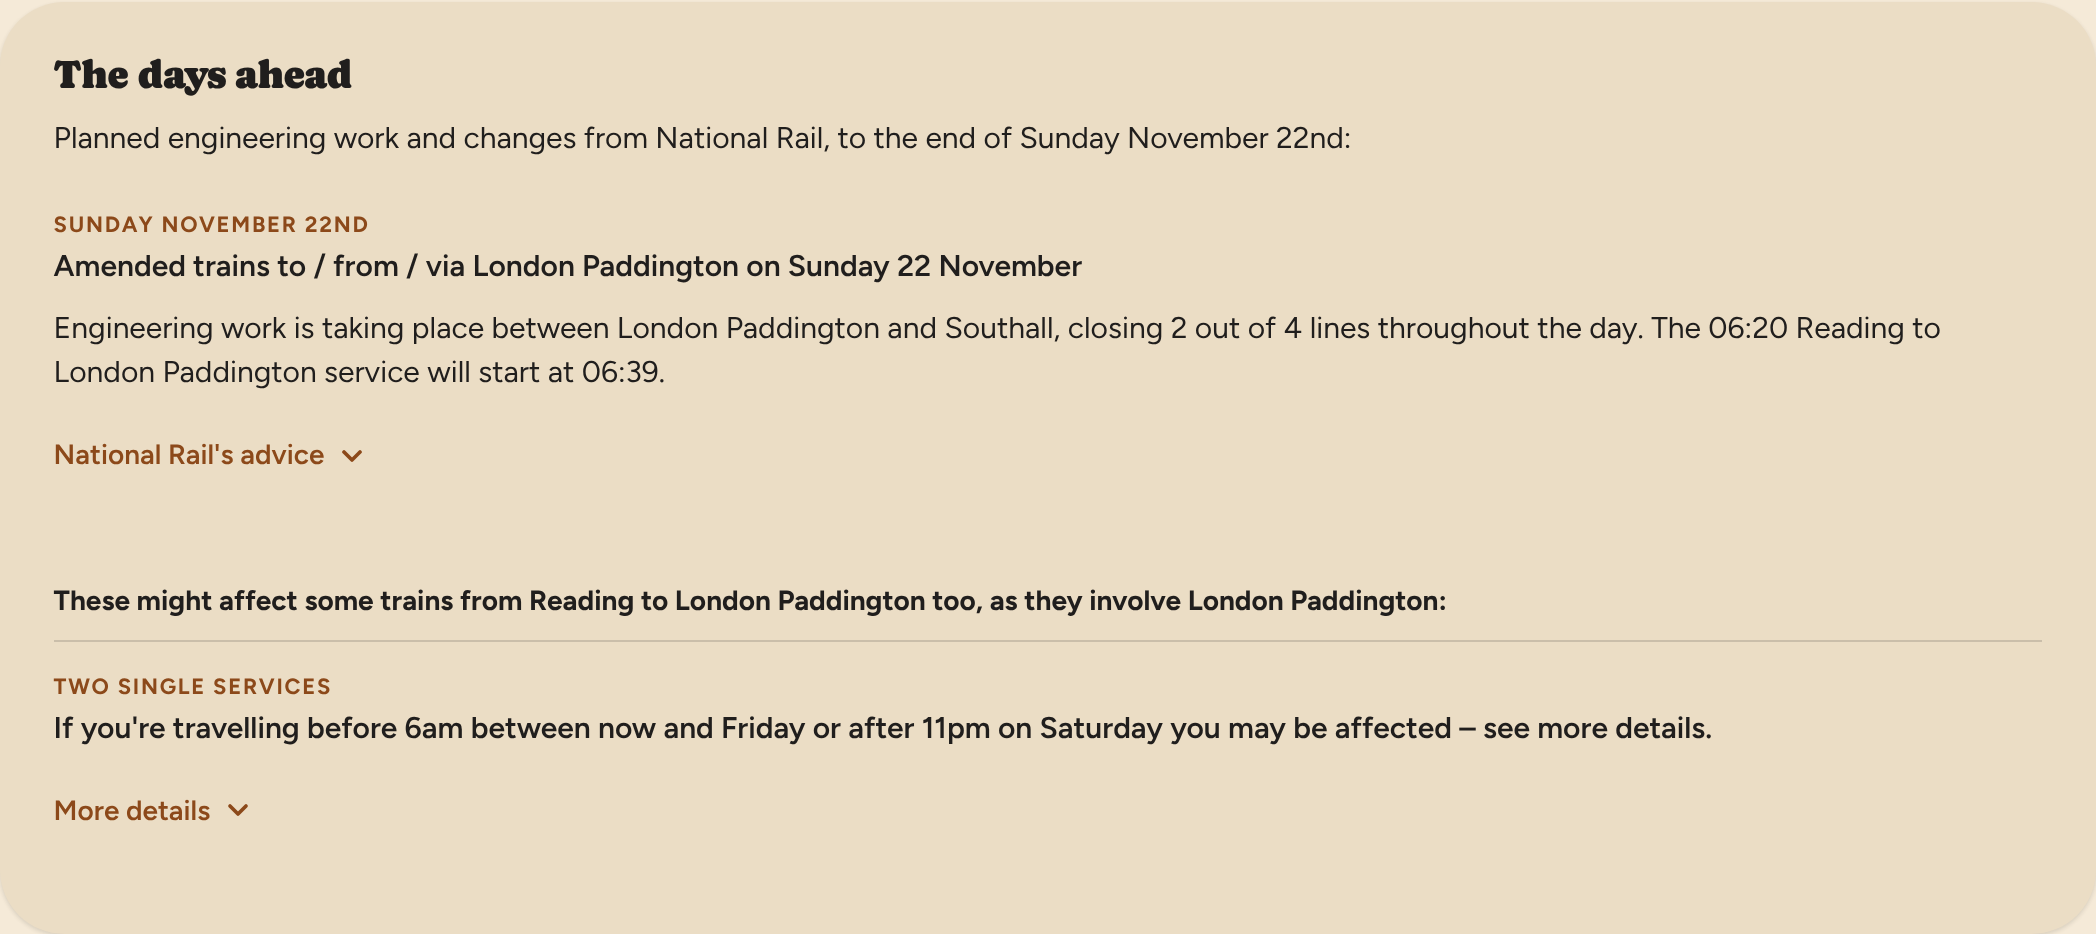 The days ahead
Planned engineering work and changes from National Rail, to the end of Sunday November 22nd:
SUNDAY NOVEMBER 22ND
Amended trains to / from / via London Paddington on Sunday 22 November
Engineering work is taking place between London Paddington and Southall, closing 2 out of 4 lines throughout the day. The 06:20 Reading to
London Paddington service will start at 06:39.
National Rail's advice
These might affect some trains from Reading to London Paddington too, as they involve London Paddington:
TWO SINGLE SERVICES
If you're travelling before 6am between now and Friday or after 11pm on Saturday you may be affected – see more details.
More details